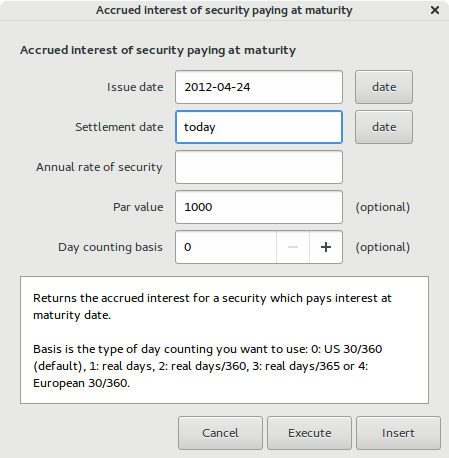 Accrued interest of security paying at maturity
Accrued interest of security paying at maturity
Issue date 2012-04-24 date
Settlement date today date
Annual rate of security
Par value 1000 (optional)
Day counting basis 0 − + (optional)
Returns the accrued interest for a security which pays interest at
maturity date.
Basis is the type of day counting you want to use: 0: US 30/360
(default), 1: real days, 2: real days/360, 3: real days/365 or 4:
European 30/360.
Cancel Execute Insert